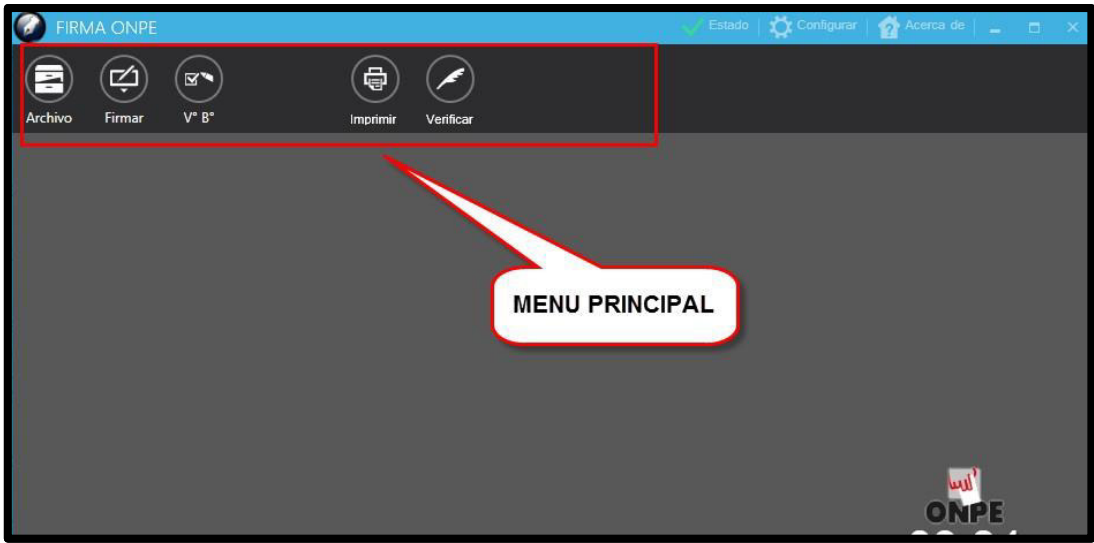 FIRMA ONPE
Estado
Configurar
Acerca de
Archivo
Firmar
V° B°
Imprimir
Verificar
MENU PRINCIPAL
ONPE